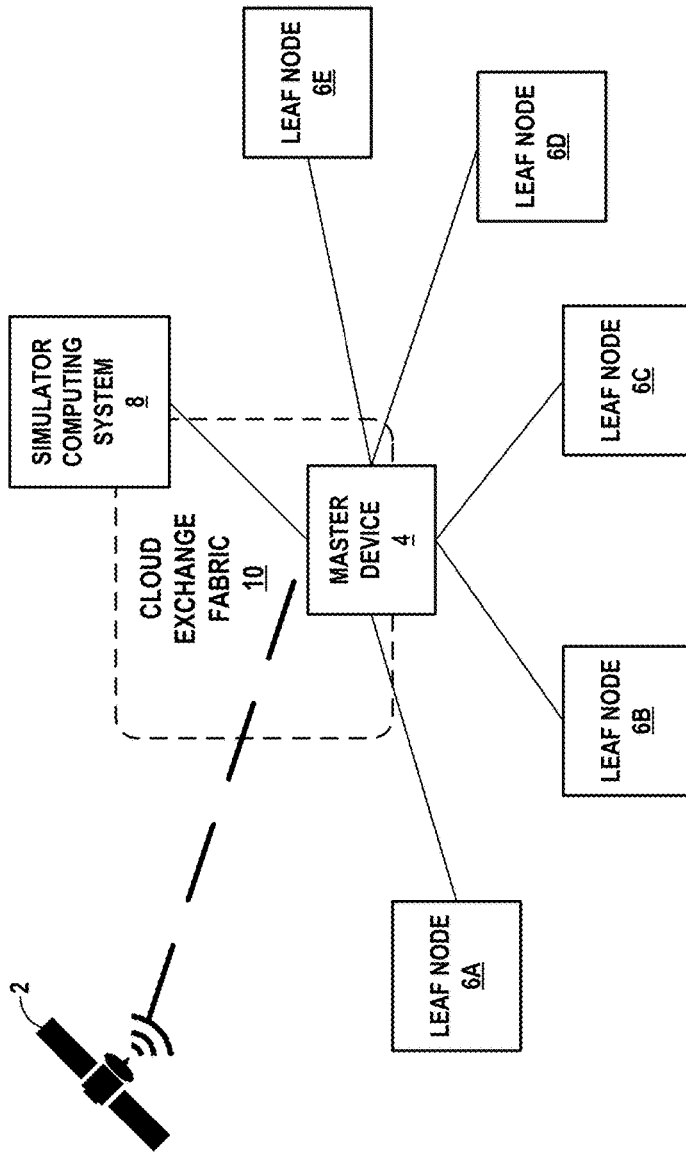 2
SIMULATOR
COMPUTING
SYSTEM
8
CLOUD
EXCHANGE
FABRIC
10
MASTER
DEVICE
4
LEAF NODE
6A
LEAF NODE
6B
LEAF NODE
6C
LEAF NODE
6D
LEAF NODE
6E